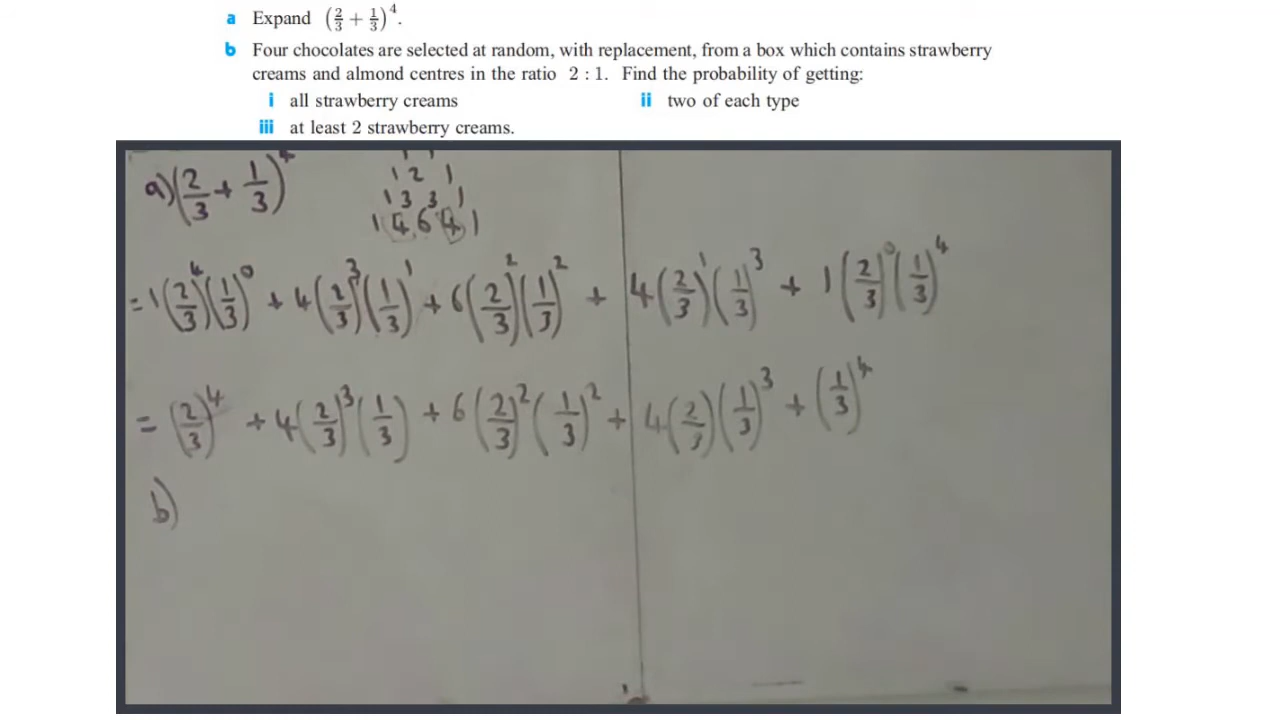 a Expand (2/3 + 1/3)^4.
b Four chocolates are selected at random, with replacement, from a box which contains strawberry
creams and almond centres in the ratio 2 : 1. Find the probability of getting:
i all strawberry creams ii two of each type
iii at least 2 strawberry creams.
1 1
1 2 1
a) (2/3 + 1/3)^4
1 3 3 1
1 4 6 4 1
= 1(2/3)^4(1/3)^0 + 4(2/3)^3(1/3)^1 + 6(2/3)^2(1/3)^2 + 4(2/3)^1(1/3)^3 + 1(2/3)^0(1/3)^4
= (2/3)^4 + 4(2/3)^3(1/3) + 6(2/3)^2(1/3)^2 + 4(2/3)(1/3)^3 + (1/3)^4
b)